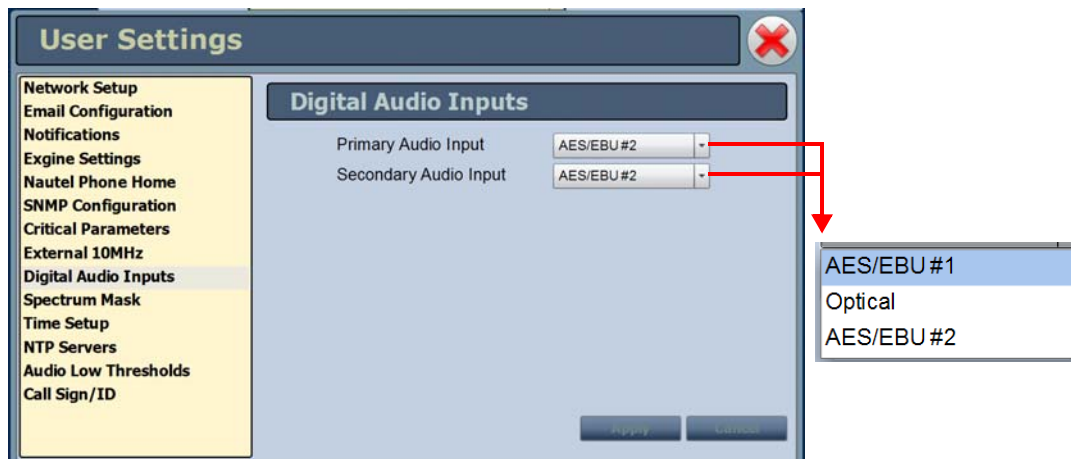 User Settings
Network Setup
Email Configuration
Notifications
Exgine Settings
Nautel Phone Home
SNMP Configuration
Critical Parameters
External 10MHz
Digital Audio Inputs
Spectrum Mask
Time Setup
NTP Servers
Audio Low Thresholds
Call Sign/ID
Digital Audio Inputs
Primary Audio Input AES/EBU #2
Secondary Audio Input AES/EBU #2
Apply Cancel
AES/EBU #1
Optical
AES/EBU #2